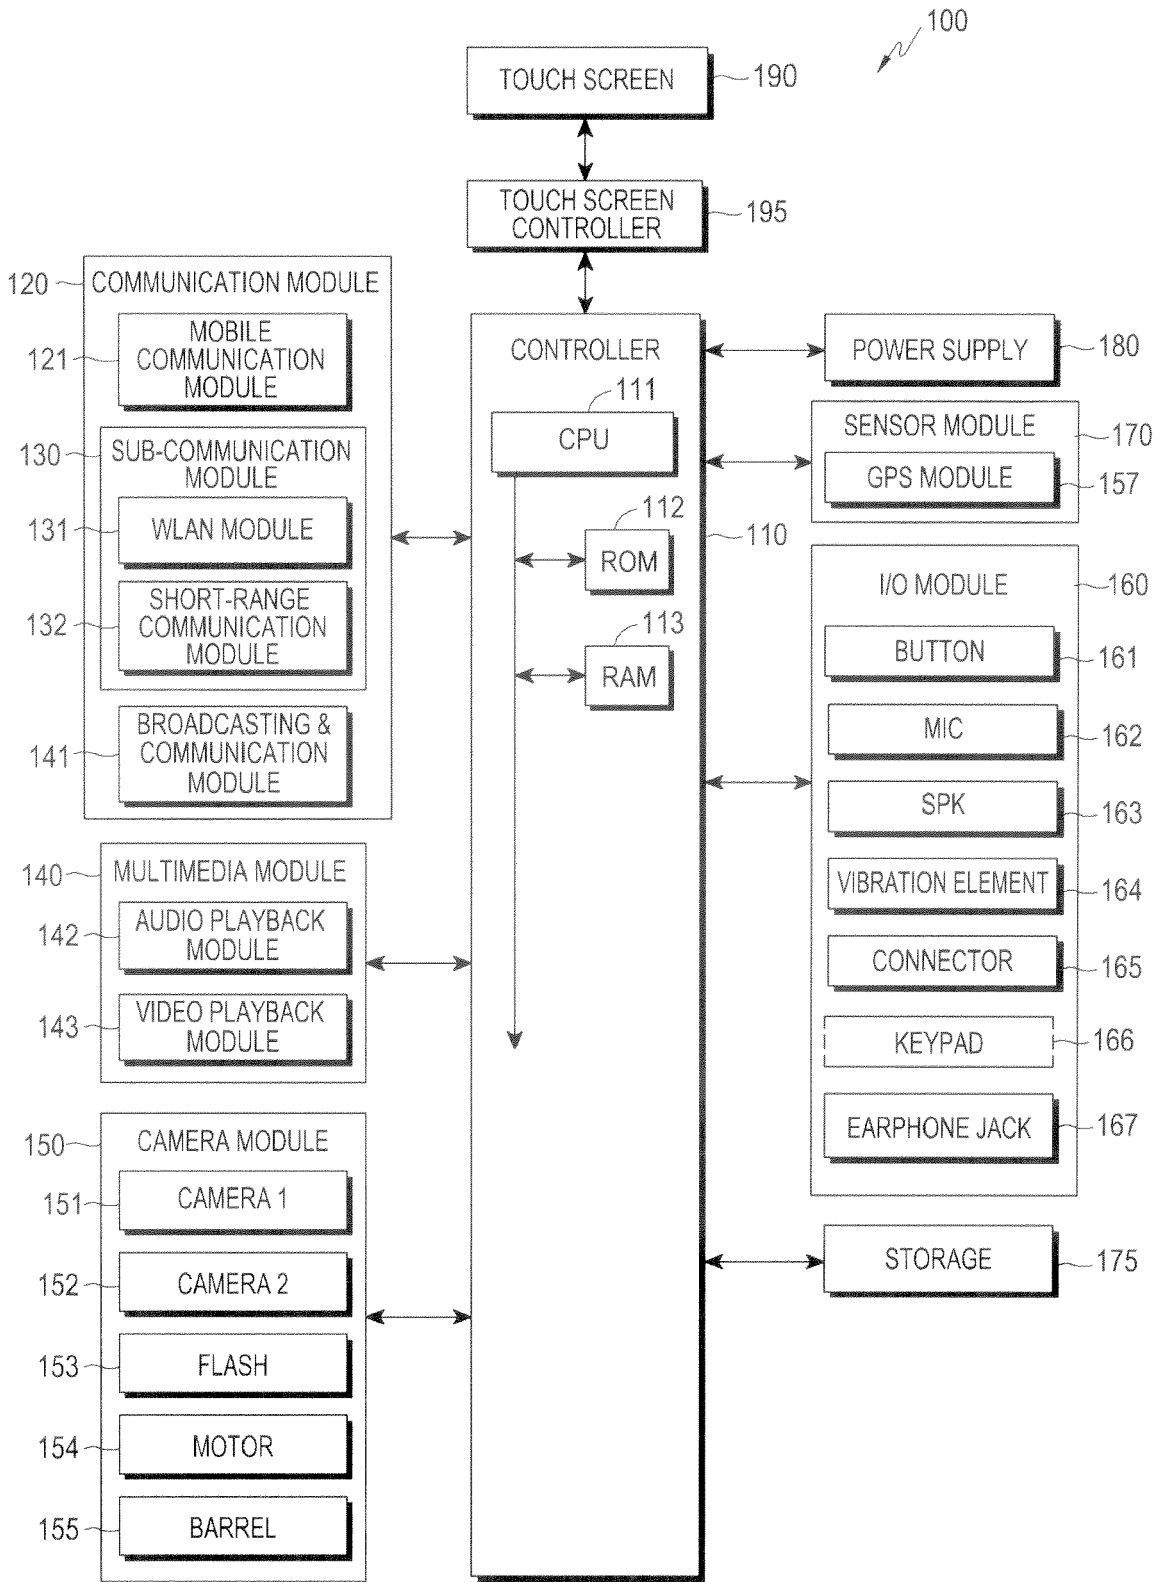 100
TOUCH SCREEN
190
TOUCH SCREEN
CONTROLLER
195
120
COMMUNICATION MODULE
121
MOBILE
COMMUNICATION
MODULE
130
SUB-COMMUNICATION
MODULE
131
WLAN MODULE
132
SHORT-RANGE
COMMUNICATION
MODULE
141
BROADCASTING &
COMMUNICATION
MODULE
140
MULTIMEDIA MODULE
142
AUDIO PLAYBACK
MODULE
143
VIDEO PLAYBACK
MODULE
150
CAMERA MODULE
151
CAMERA 1
152
CAMERA 2
153
FLASH
154
MOTOR
155
BARREL
CONTROLLER
111
CPU
112
ROM
113
RAM
110
POWER SUPPLY
180
SENSOR MODULE
170
GPS MODULE
157
I/O MODULE
160
BUTTON
161
MIC
162
SPK
163
VIBRATION ELEMENT
164
CONNECTOR
165
KEYPAD
166
EARPHONE JACK
167
STORAGE
175